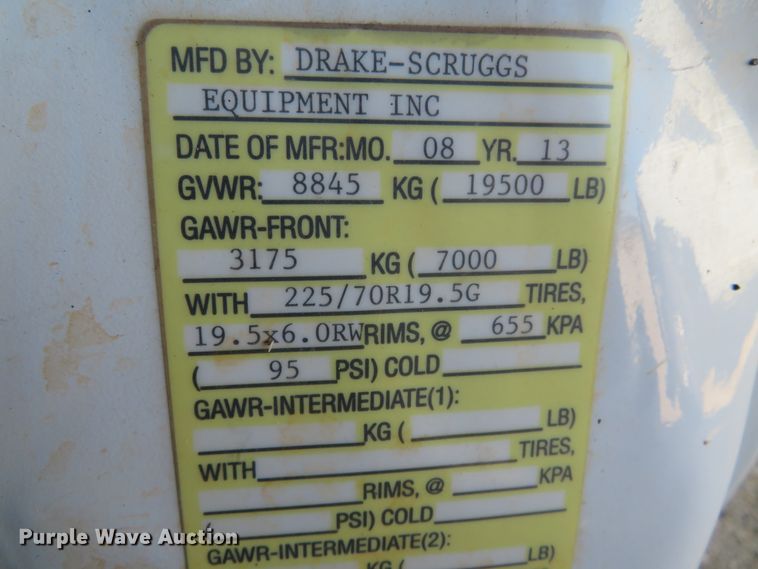 MFD BY: DRAKE-SCRUGGS
EQUIPMENT INC
DATE OF MFR:MO. 08 YR. 13
GVWR: 8845 KG ( 19500 LB)
GAWR-FRONT:
3175 KG ( 7000 LB)
WITH 225/70R19.5G TIRES,
19.5x6.0RW RIMS, @ 655 KPA
( 95 PSI) COLD
GAWR-INTERMEDIATE(1):
KG ( LB)
WITH TIRES,
RIMS, @ KPA
( PSI) COLD
GAWR-INTERMEDIATE(2):
KG ( LB)
Purple Wave Auction